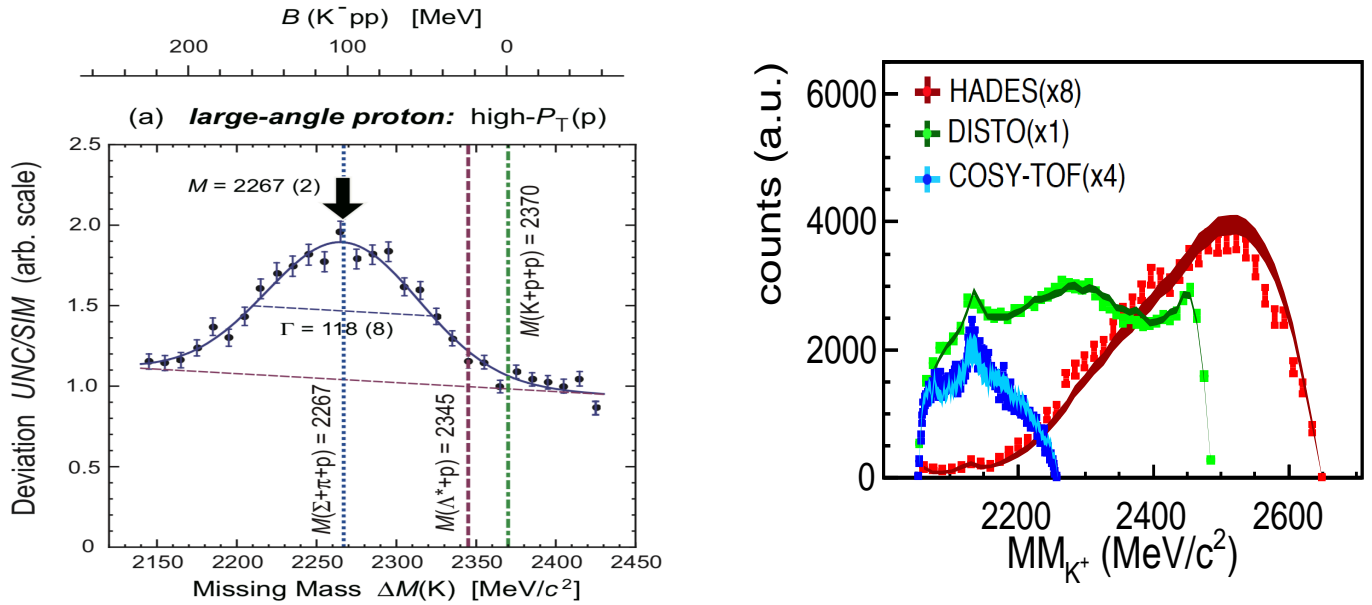 B (K⁻pp) [MeV]
200 100 0
(a) large-angle proton: high-P_T(p)
Deviation UNC/SIM (arb. scale)
2.5
2.0
1.5
1.0
0.5
0
M = 2267 (2)
Γ = 118 (8)
M(Σ+π+p) = 2267
M(Λ*+p) = 2345
M(K+p+p) = 2370
2150 2200 2250 2300 2350 2400 2450
Missing Mass ΔM(K) [MeV/c²]
counts (a.u.)
6000
4000
2000
0
HADES(x8)
DISTO(x1)
COSY-TOF(x4)
2200 2400 2600
MM_K⁺ (MeV/c²)